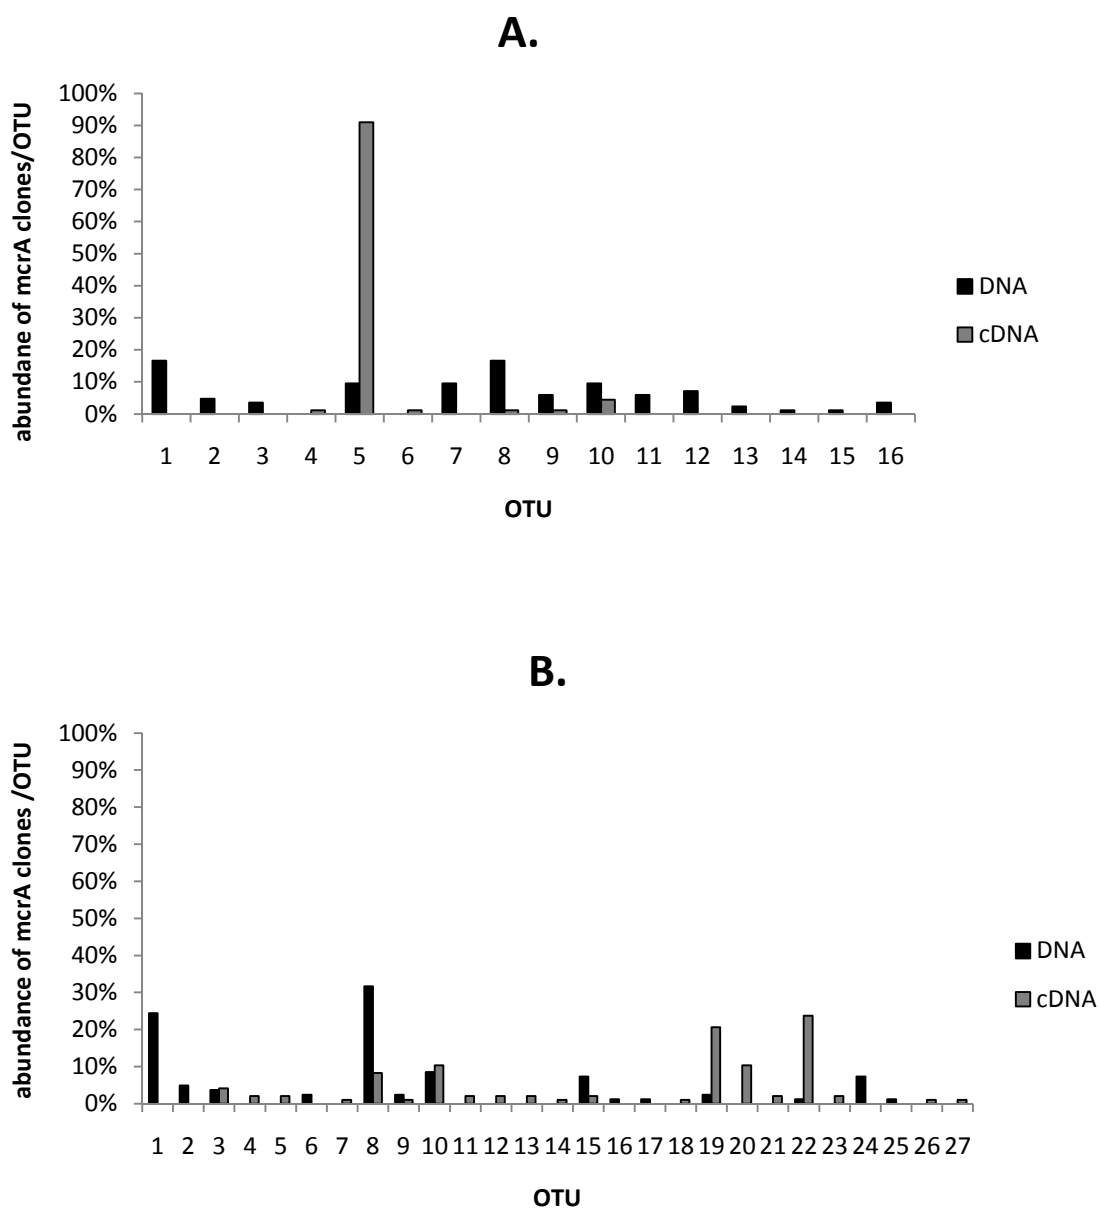 A.
abundane of mcrA clones/OTU
100%
90%
80%
70%
60%
50%
40%
30%
20%
10%
0%
1 2 3 4 5 6 7 8 9 10 11 12 13 14 15 16
OTU
DNA
cDNA
B.
abundance of mcrA clones /OTU
100%
90%
80%
70%
60%
50%
40%
30%
20%
10%
0%
1 2 3 4 5 6 7 8 9 10 11 12 13 14 15 16 17 18 19 20 21 22 23 24 25 26 27
OTU
DNA
cDNA